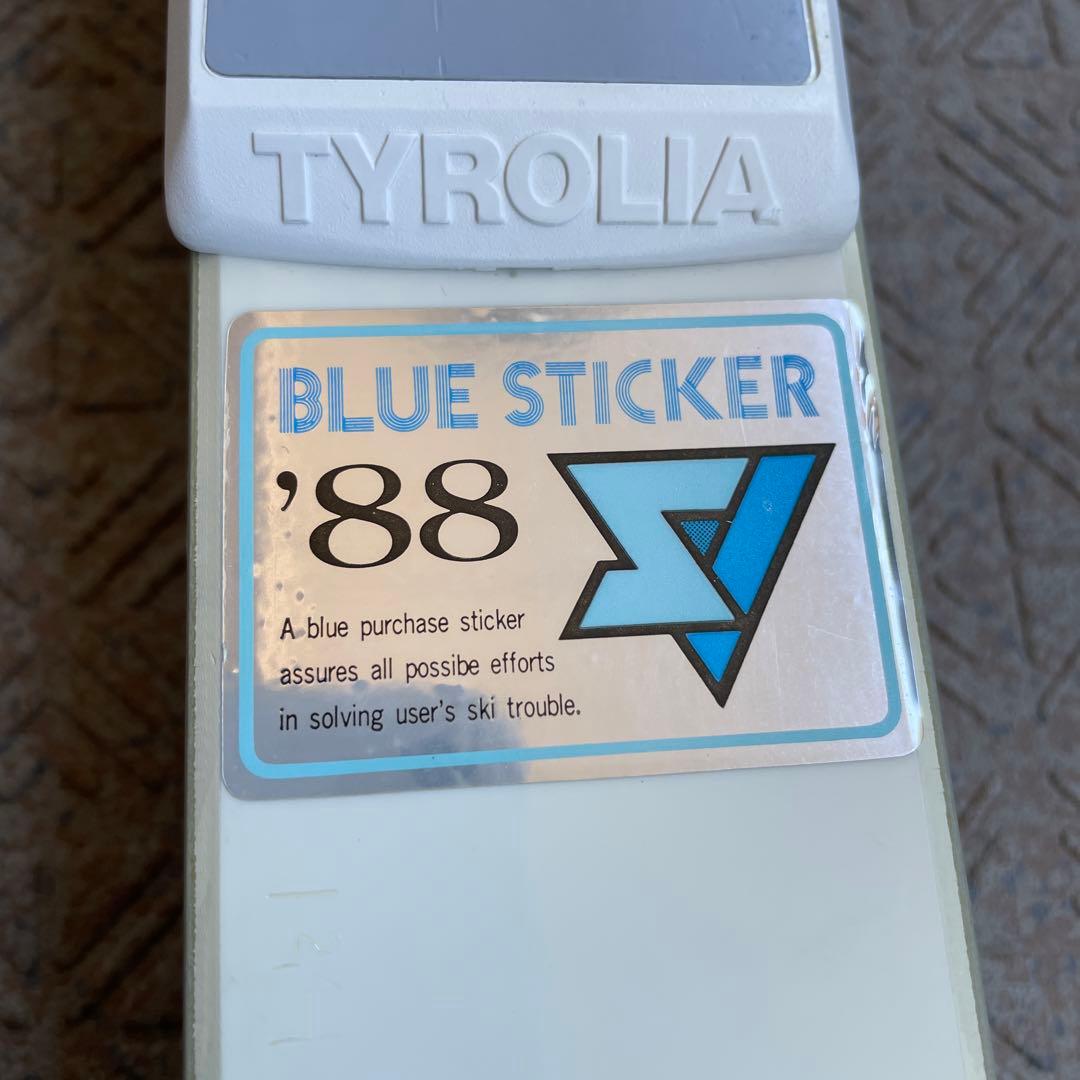 TYROLIA
BLUE STICKER
'88
A blue purchase sticker
assures all possibe efforts
in solving user's ski trouble.